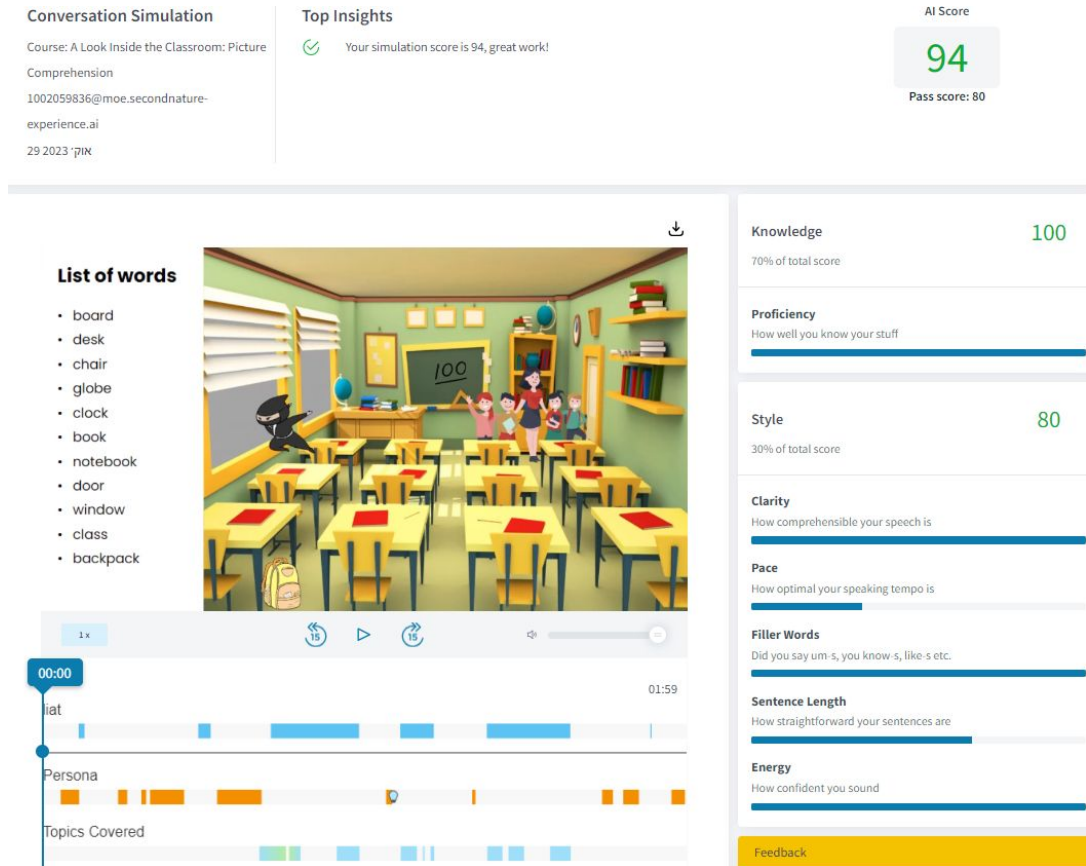 Conversation Simulation
Course: A Look Inside the Classroom: Picture
Comprehension
1002059836@moe.secondnature-
experience.ai
29 אוק׳ 2023
Top Insights
Your simulation score is 94, great work!
AI Score
94
Pass score: 80
List of words
• board
• desk
• chair
• globe
• clock
• book
• notebook
• door
• window
• class
• backpack
100
1 x
15
15
00:00
01:59
liat
Persona
Topics Covered
Knowledge
100
70% of total score
Proficiency
How well you know your stuff
Style
80
30% of total score
Clarity
How comprehensible your speech is
Pace
How optimal your speaking tempo is
Filler Words
Did you say um-s, you know-s, like-s etc.
Sentence Length
How straightforward your sentences are
Energy
How confident you sound
Feedback